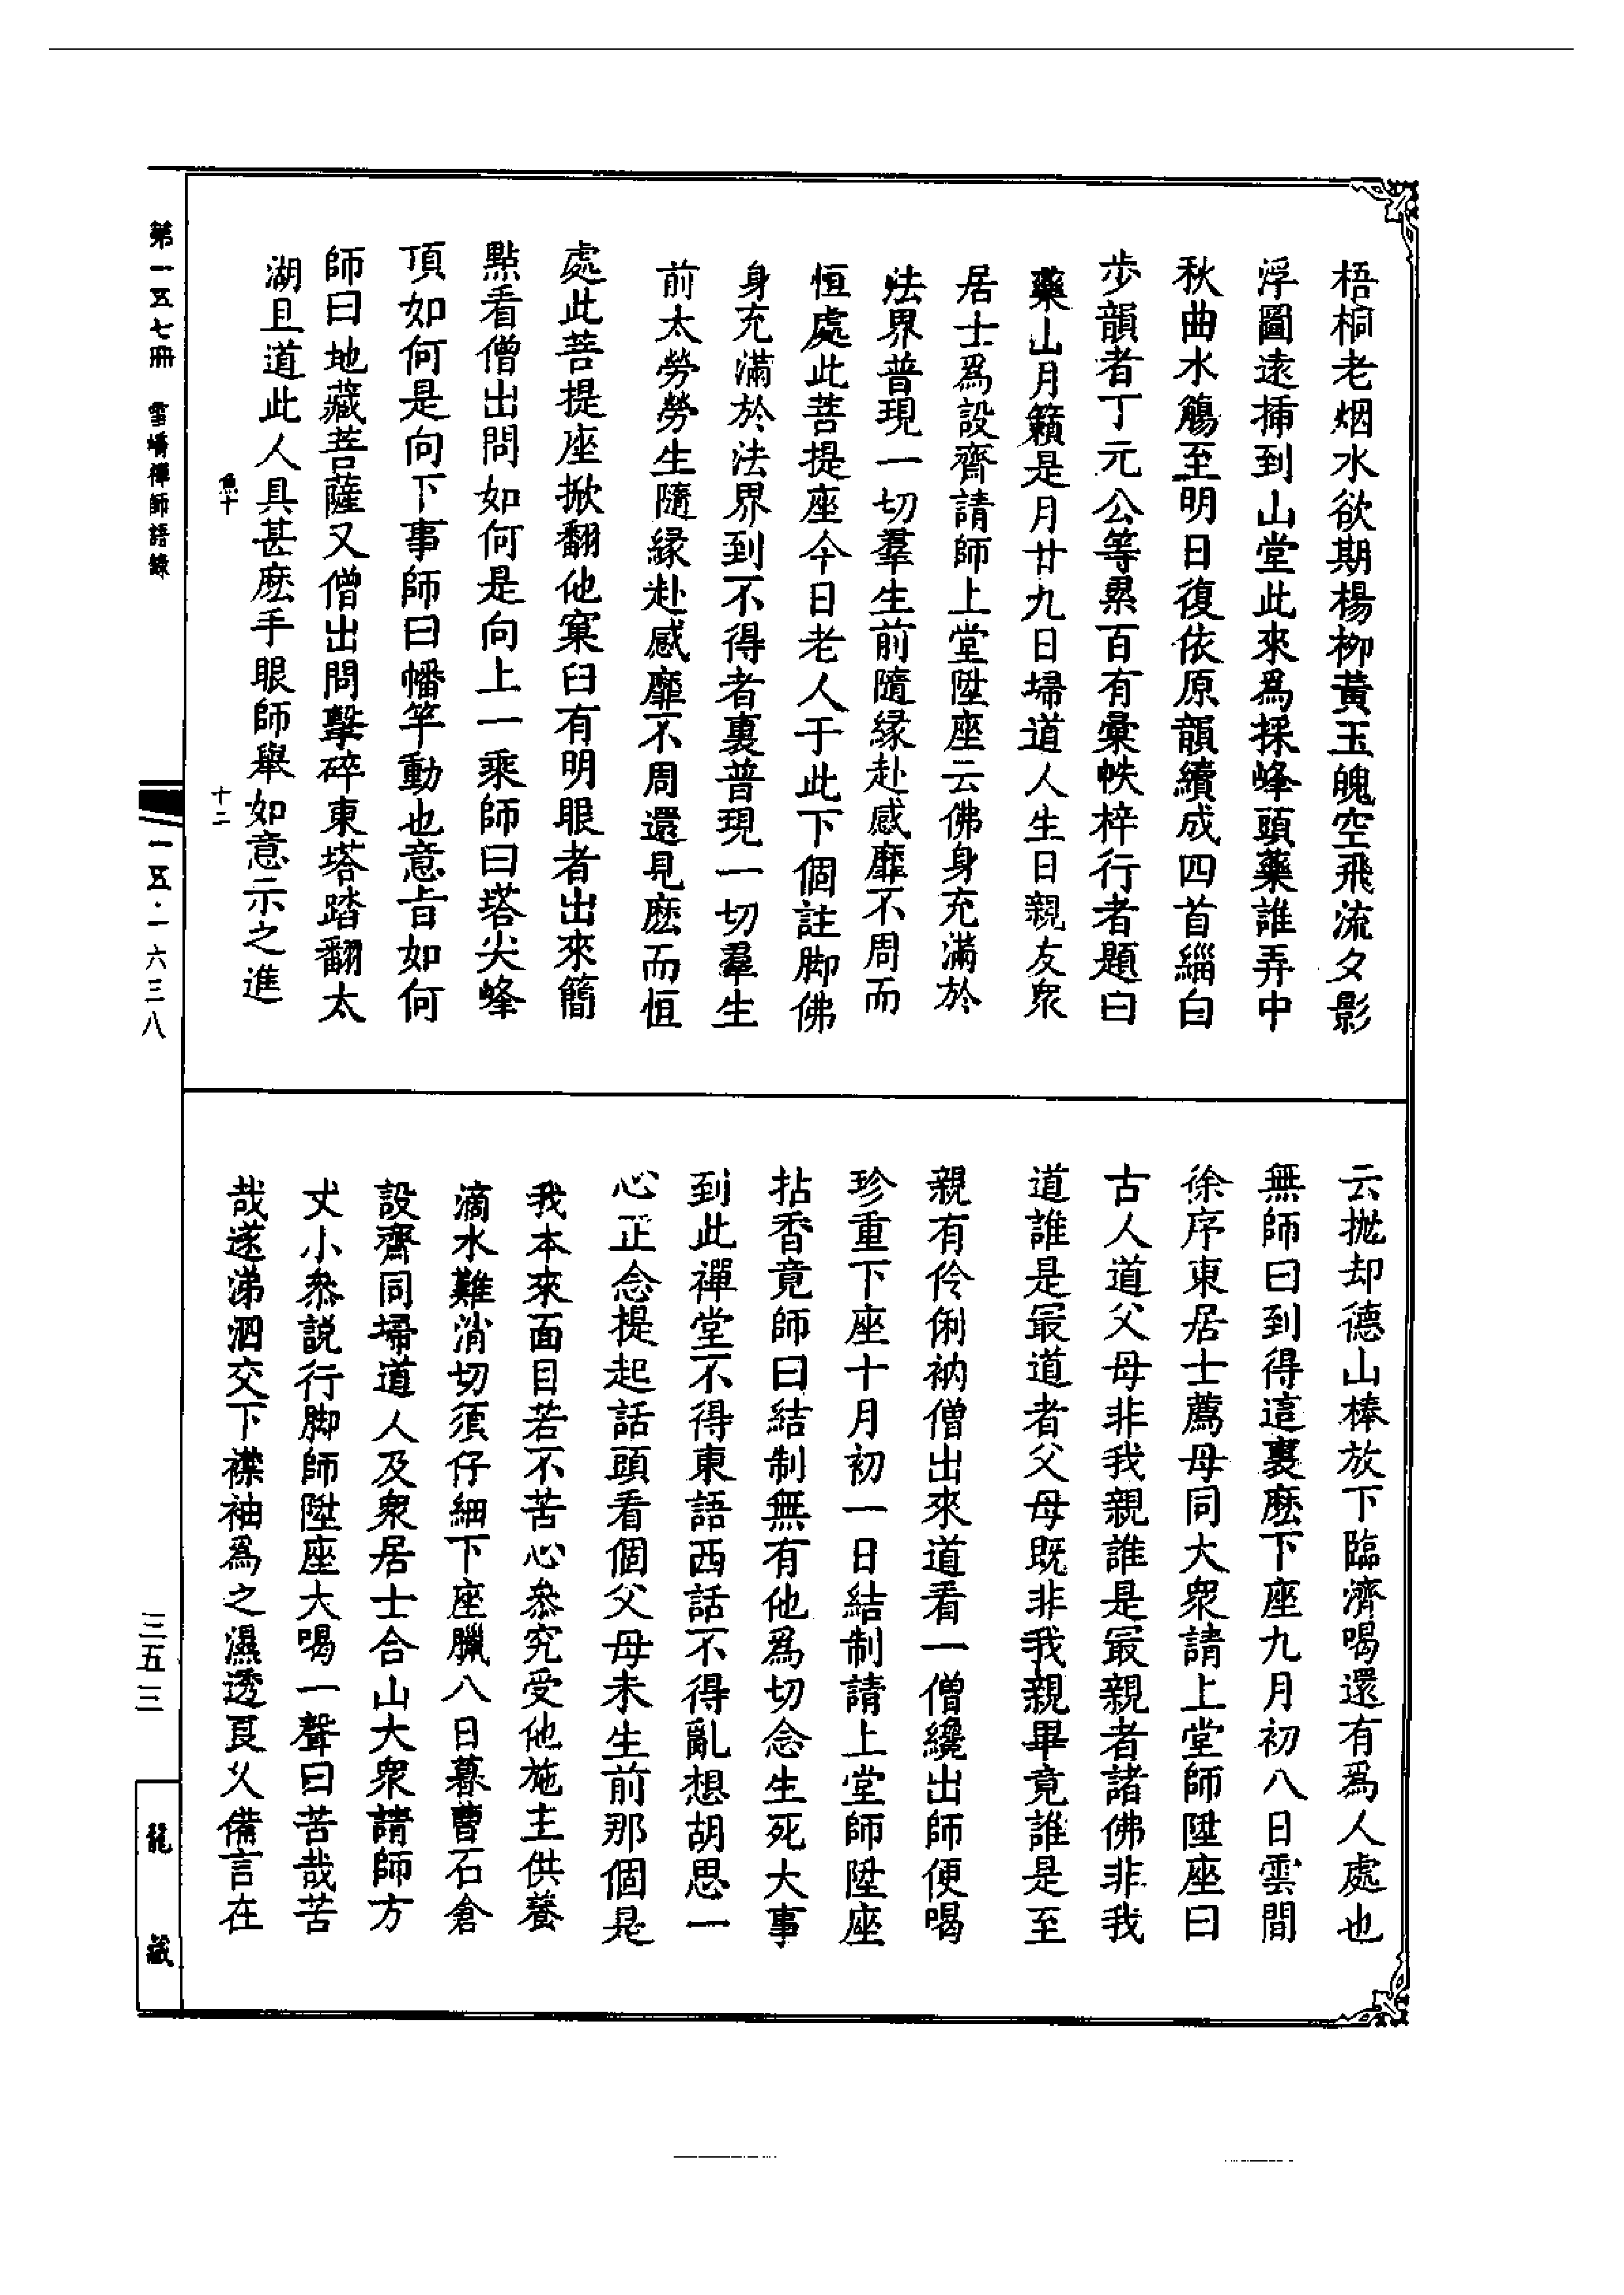 梧桐老烟水欲期楊柳黃玉魄空飛流夕影
浮圖遠揷到山堂此來爲採峰頭藥誰弄中
秋曲水觴至明日復依原韻續成四首緇白
步韻者丁元公等累百有彙帙梓行者題曰
藥山月籟是月廿九日埽道人生日親友衆
居士爲設齋請師上堂陞座云佛身充滿於
法界普現一切羣生前隨緣赴感靡不周而
恒處此菩提座今日老人于此下個註脚佛
身充滿於法界到不得者裏普現一切羣生
前太勞勞生隨緣赴感靡不周還見麽而恒
處此菩提座掀翻他窠臼有明眼者出來簡
點看僧出問如何是向上一乘師曰塔尖峰
頂如何是向下事師曰幡竿動也意旨如何
師曰地藏菩薩又僧出問擊碎東塔踏翻太
湖且道此人具甚麽手眼師舉如意示之進
云拋却德山棒放下臨濟喝還有爲人處也
無師曰到得這裏麽下座九月初八日雲間
徐序東居士薦母同大衆請上堂師陞座曰
古人道父母非我親誰是最親者諸佛非我
道誰是最道者父母既非我親畢竟誰是至
親有伶俐衲僧出來道看一僧纔出師便喝
珍重下座十月初一日結制請上堂師陞座
拈香竟師曰結制無有他爲切念生死大事
到此禪堂不得東語西話不得亂想胡思一
心正念提起話頭看個父母未生前那個是
我本來面目若不苦心叅究受他施主供養
滴水難消切須仔細下座臘八日暮曹石倉
設齋同埽道人及衆居士合山大衆請師方
丈小叅說行脚師陞座大喝一聲曰苦哉苦
哉遂涕泗交下襟袖爲之濕透良乆備言在
第一五七冊　雪嶠禪師語錄
魚十
十二
一五·一六三八
三五三
龍藏